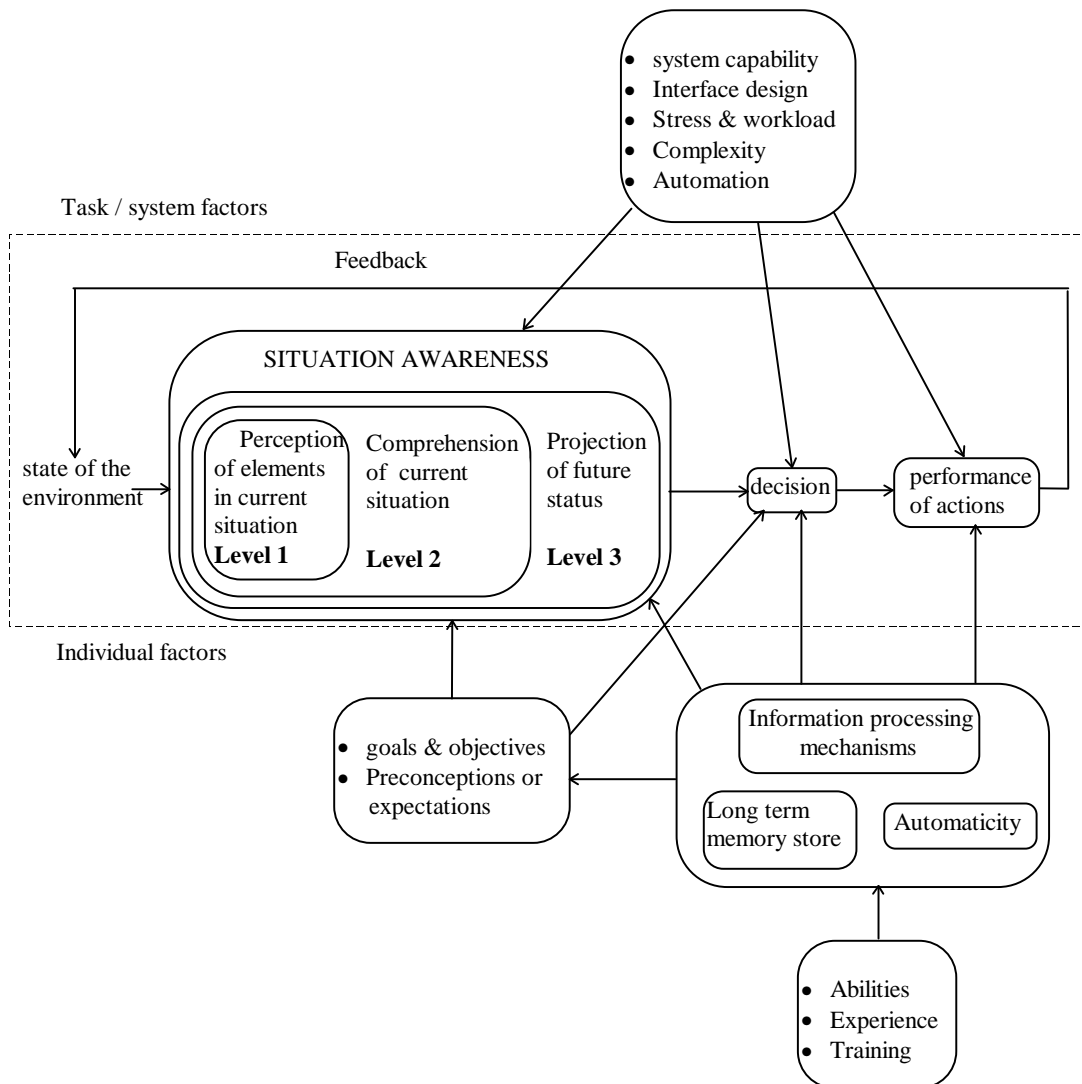 • system capability
• Interface design
• Stress & workload
• Complexity
• Automation
Task / system factors
Feedback
SITUATION AWARENESS
Perception
of elements
in current
situation
Level 1
Comprehension
of current
situation
Level 2
Projection
of future
status
Level 3
state of the
environment
decision
performance
of actions
Individual factors
• goals & objectives
• Preconceptions or
expectations
Information processing
mechanisms
Long term
memory store
Automaticity
• Abilities
• Experience
• Training